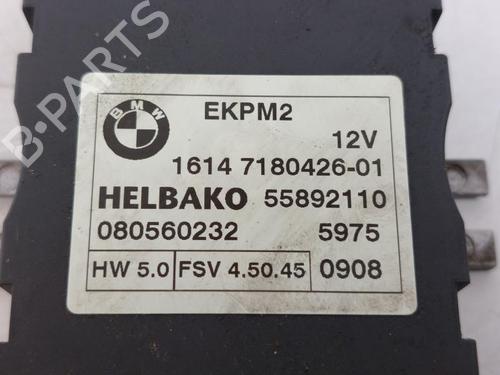 B-PARTS
BMW
EKPM2
12V
1614 7180426-01
HELBAKO 55892110
080560232 5975
HW 5.0 FSV 4.50.45 0908